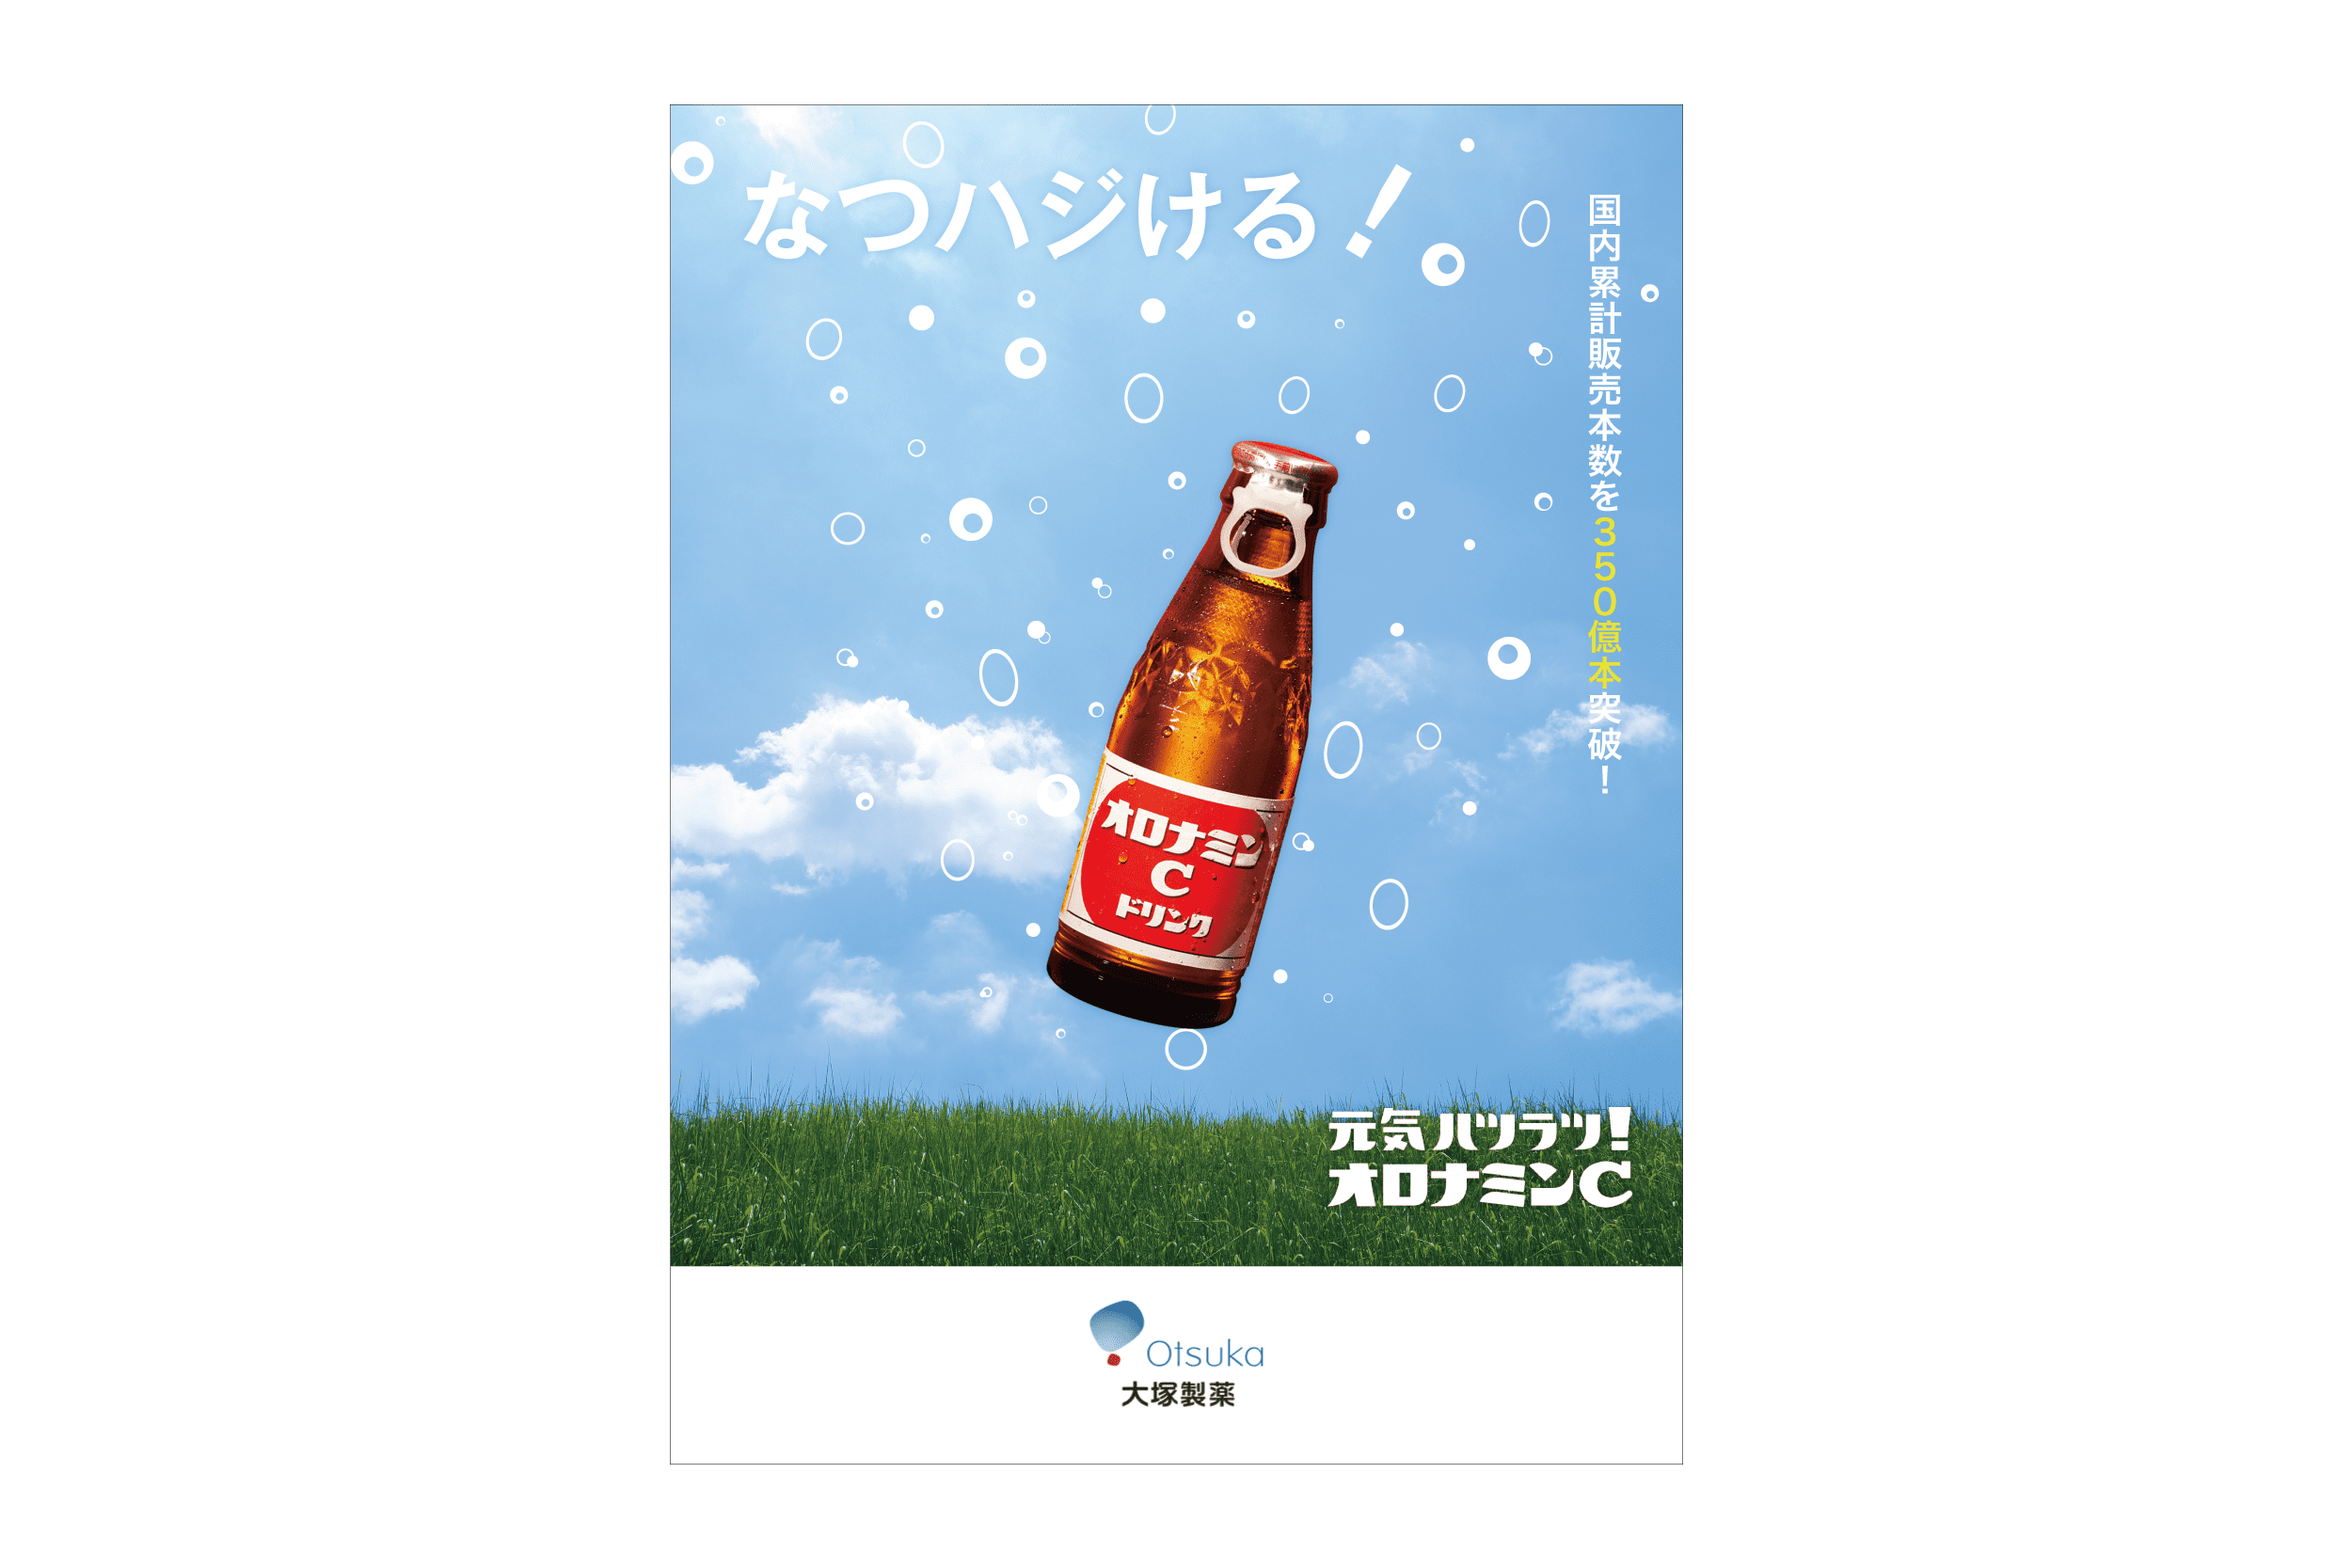 なつハジける！
国内累計販売本数を３５０億本突破！
オロナミン
C
ドリンク
元気ハツラツ！
オロナミンC
Otsuka
大塚製薬